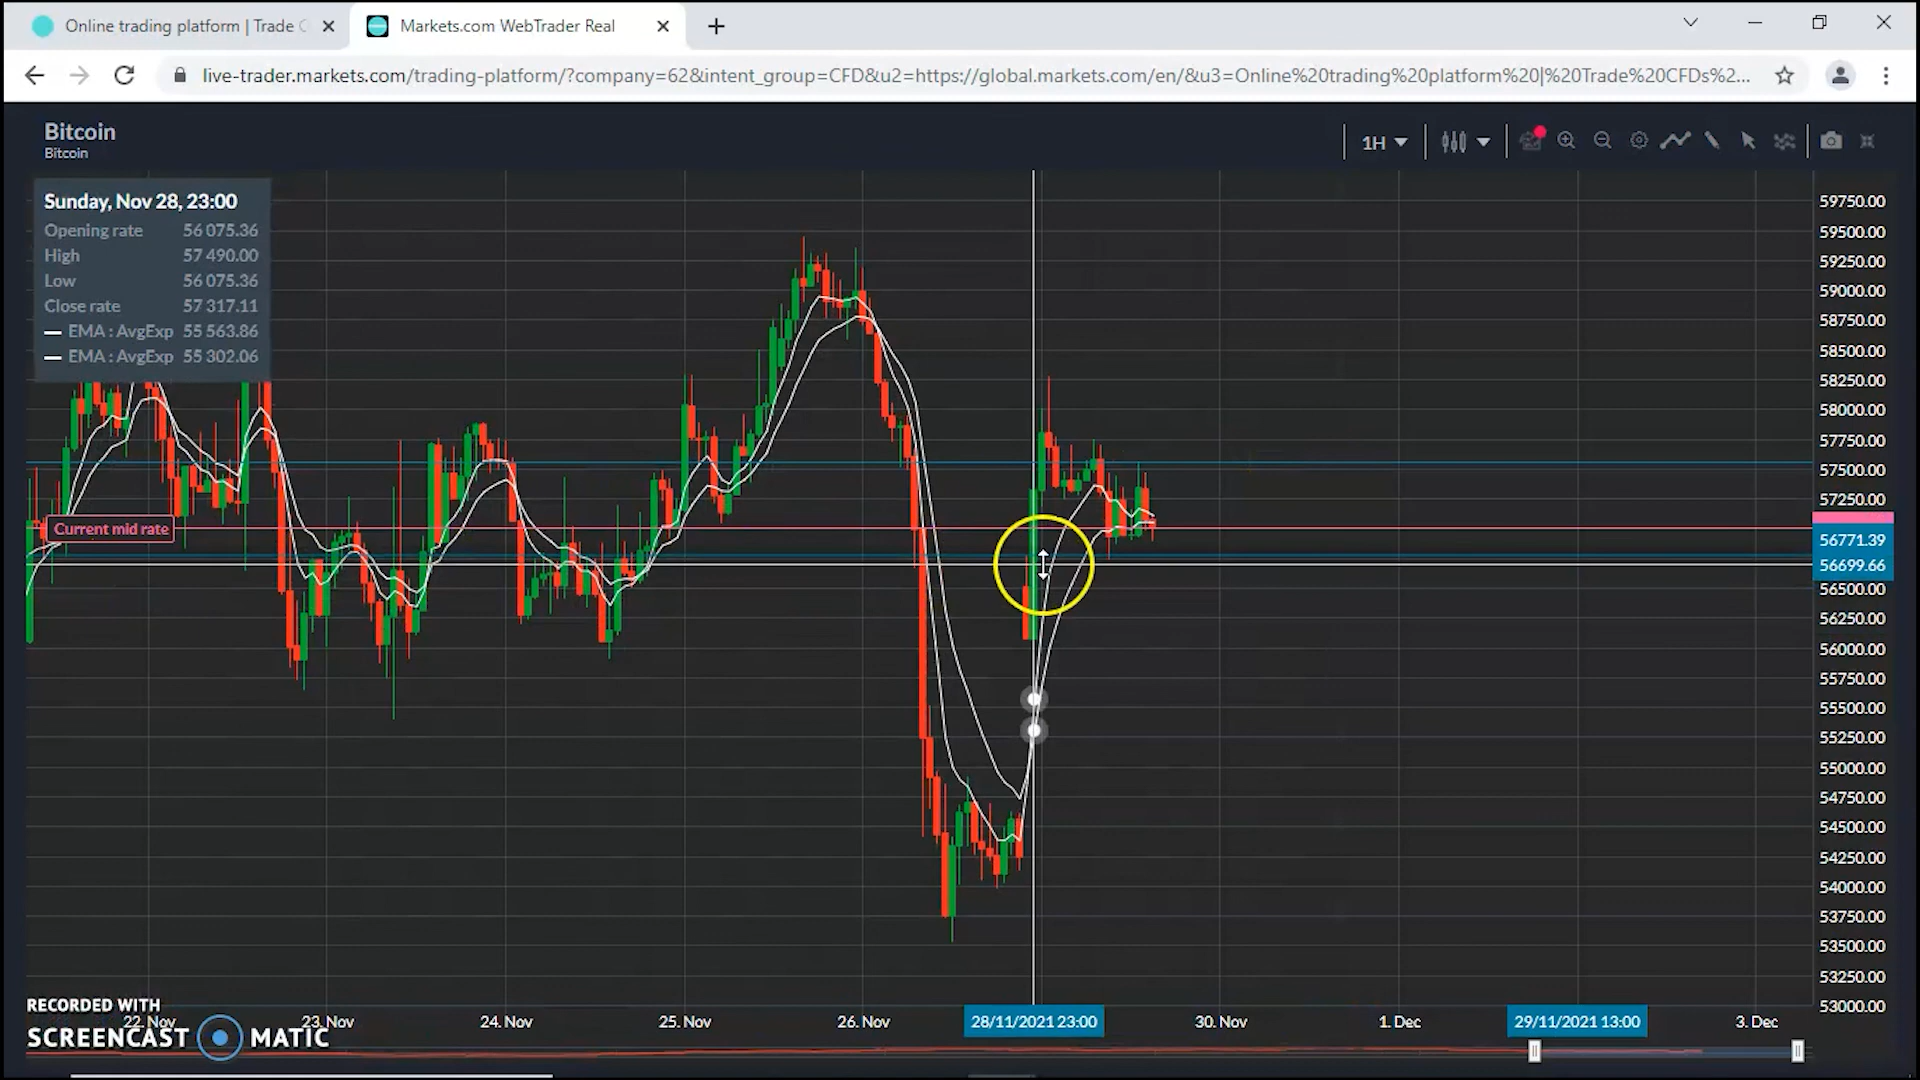 Online trading platform | Trade C
Markets.com WebTrader Real
live-trader.markets.com/trading-platform/?company=62&intent_group=CFD&u2=https://global.markets.com/en/&u3=Online%20trading%20platform%20|%20Trade%20CFDs%2...
Bitcoin
Bitcoin
1H
Sunday, Nov 28, 23:00
Opening rate 56 075.36
High 57 490.00
Low 56 075.36
Close rate 57 317.11
EMA : AvgExp 55 563.86
EMA : AvgExp 55 302.06
Current mid rate
59750.00
59500.00
59250.00
59000.00
58750.00
58500.00
58250.00
58000.00
57750.00
57500.00
57250.00
56771.39
56699.66
56500.00
56250.00
56000.00
55750.00
55500.00
55250.00
55000.00
54750.00
54500.00
54250.00
54000.00
53750.00
53500.00
53250.00
53000.00
22. Nov 23. Nov 24. Nov 25. Nov 26. Nov 28/11/2021 23:00 30. Nov 1. Dec 29/11/2021 13:00 3. Dec
RECORDED WITH
SCREENCAST MATIC